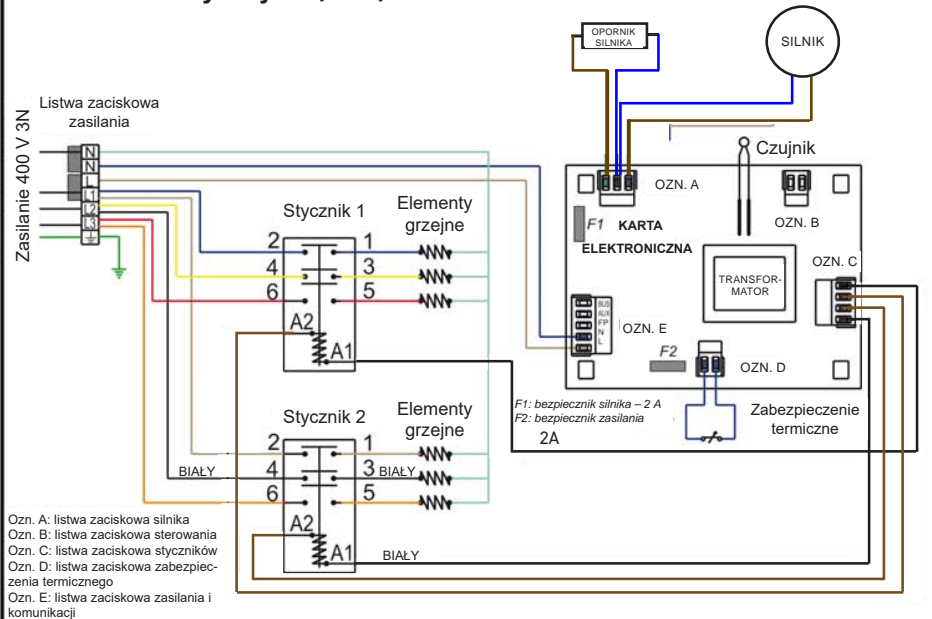 OPORNIK
SILNIKA
SILNIK
Listwa zaciskowa
zasilania
Zasilanie 400 V 3N
N
N
L
L1
L2
L3
Czujnik
OZN. A
OZN. B
F1
KARTA
ELEKTRONICZNA
OZN. C
TRANSFOR-
MATOR
BUS
AUX
FP
N
L
OZN. E
F2
OZN. D
Stycznik 1
Elementy
grzejne
2
1
4
3
6
5
A2
A1
F1: bezpiecznik silnika – 2 A
F2: bezpiecznik zasilania
2A
Zabezpieczenie
termiczne
Stycznik 2
Elementy
grzejne
2
1
BIAŁY
4
3
BIAŁY
6
5
A2
A1
BIAŁY
Ozn. A: listwa zaciskowa silnika
Ozn. B: listwa zaciskowa sterowania
Ozn. C: listwa zaciskowa styczników
Ozn. D: listwa zaciskowa zabezpiec-
zenia termicznego
Ozn. E: listwa zaciskowa zasilania i
komunikacji